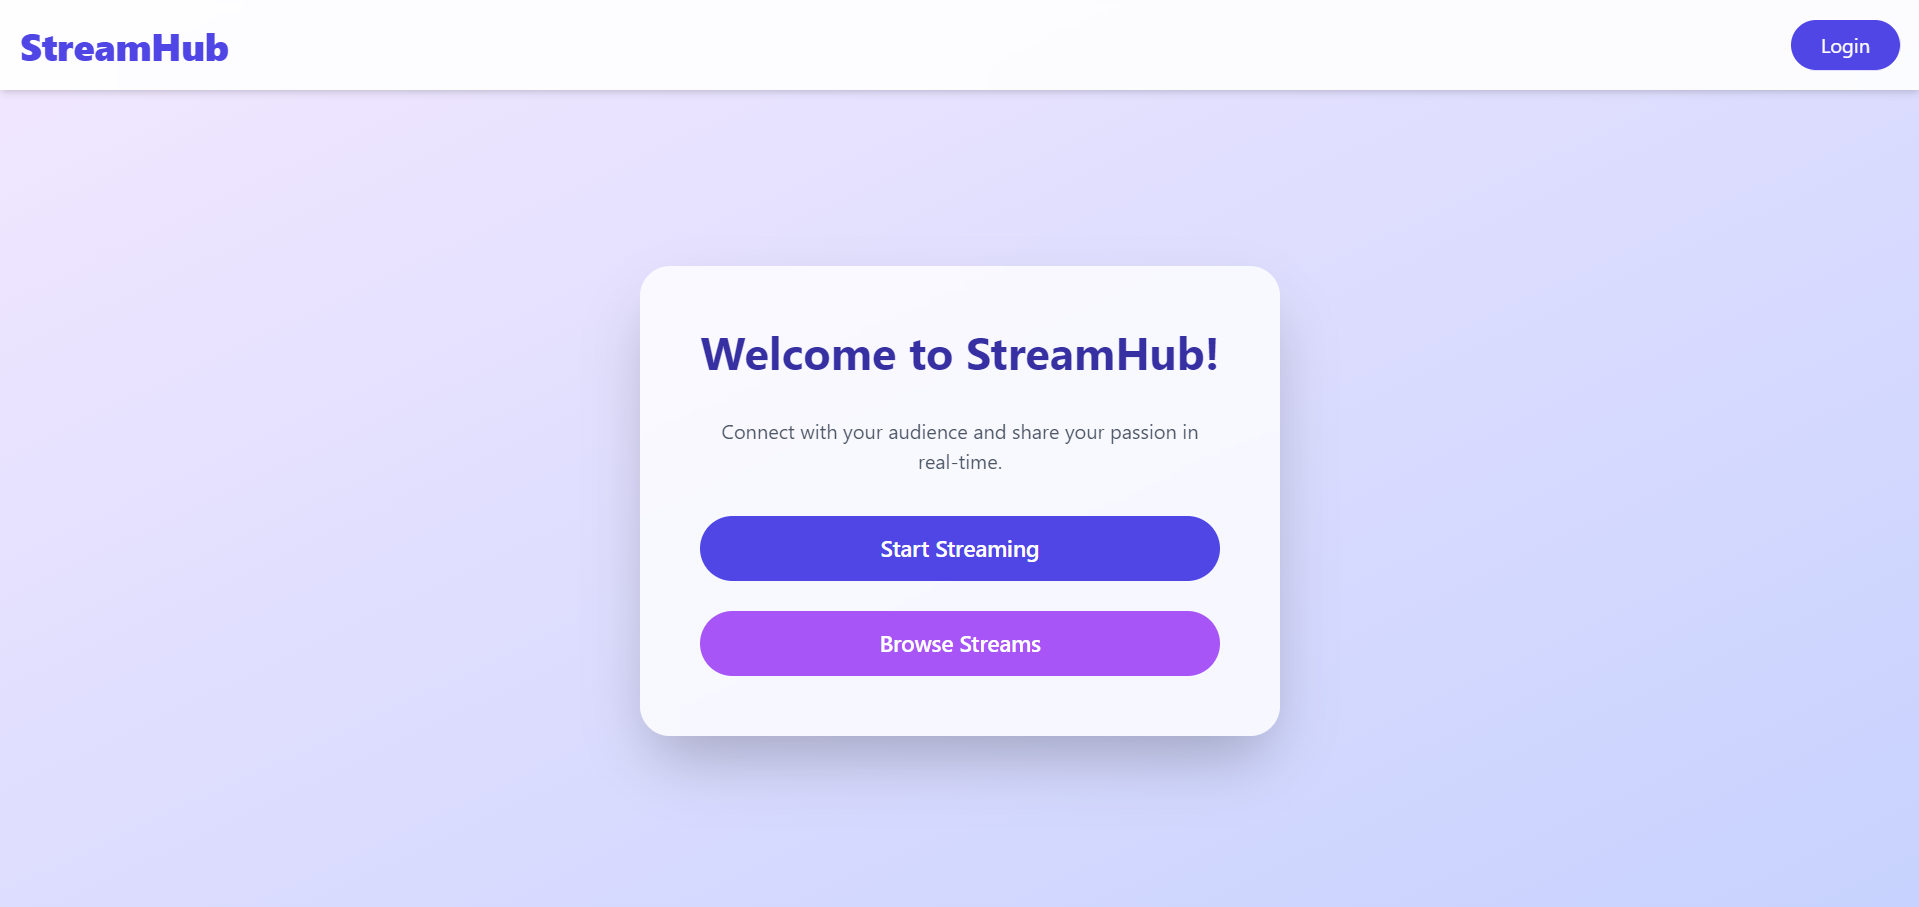 StreamHub
Login
Welcome to StreamHub!
Connect with your audience and share your passion in
real-time.
Start Streaming
Browse Streams